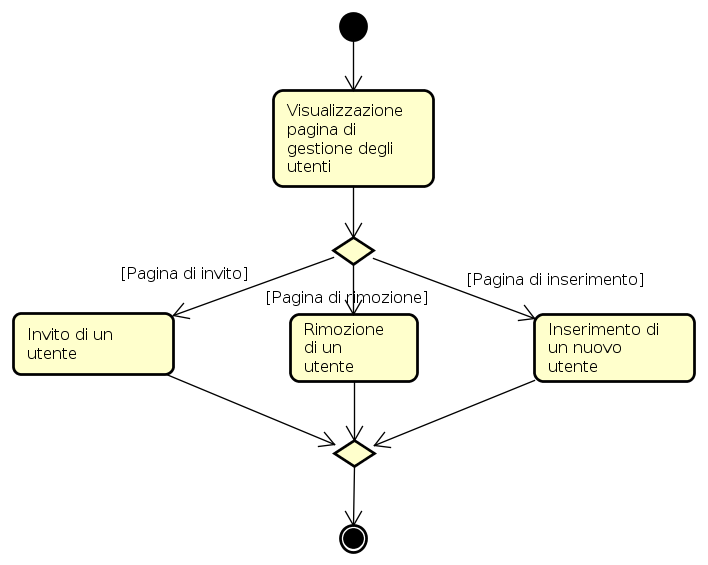 Visualizzazione
pagina di
gestione degli
utenti
[Pagina di invito]
[Pagina di rimozione]
[Pagina di inserimento]
Invito di un
utente
Rimozione
di un
utente
Inserimento di
un nuovo
utente